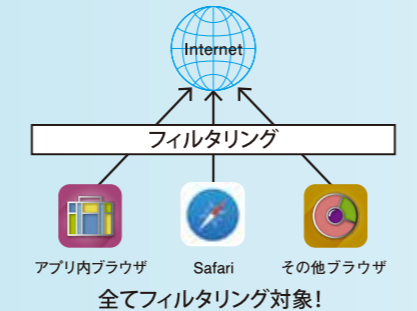 Internet
フィルタリング
アプリ内ブラウザ
Safari
その他ブラウザ
全てフィルタリング対象!